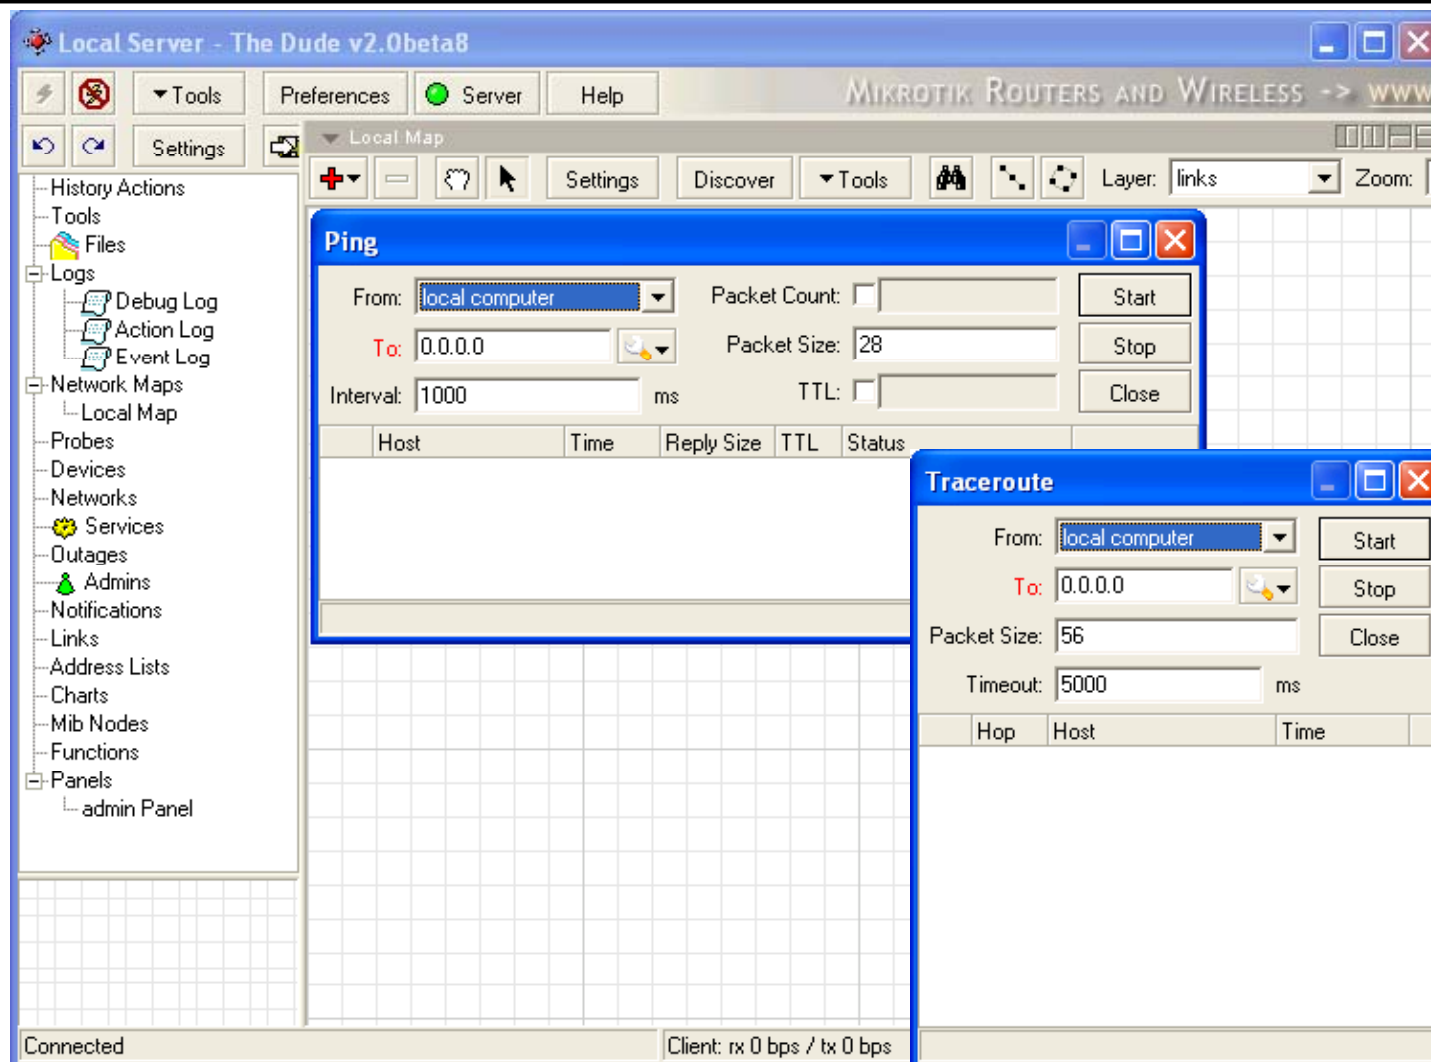 Local Server - The Dude v2.0beta8
Tools Preferences Server Help MIKROTIK ROUTERS AND WIRELESS -> WWW
Settings
Local Map
Settings Discover Tools Layer: links Zoom:
History Actions
Tools
Files
Logs
Debug Log
Action Log
Event Log
Network Maps
Local Map
Probes
Devices
Networks
Services
Outages
Admins
Notifications
Links
Address Lists
Charts
Mib Nodes
Functions
Panels
admin Panel
Ping
From: local computer Packet Count: Start
To: 0.0.0.0 Packet Size: 28 Stop
Interval: 1000 ms TTL: Close
Host Time Reply Size TTL Status
Traceroute
From: local computer Start
To: 0.0.0.0 Stop
Packet Size: 56 Close
Timeout: 5000 ms
Hop Host Time
Connected Client: rx 0 bps / tx 0 bps